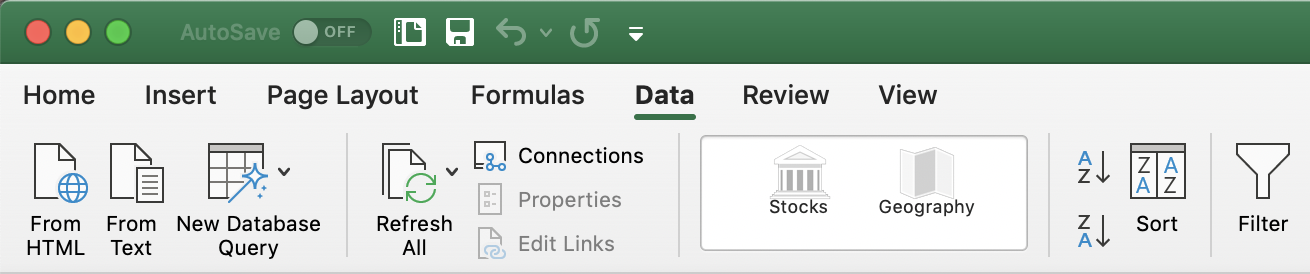 AutoSave OFF
Home Insert Page Layout Formulas Data Review View
From HTML
From Text
New Database Query
Refresh All
Connections
Properties
Edit Links
Stocks
Geography
A Z
Z A
Z A A Z
Sort
Filter